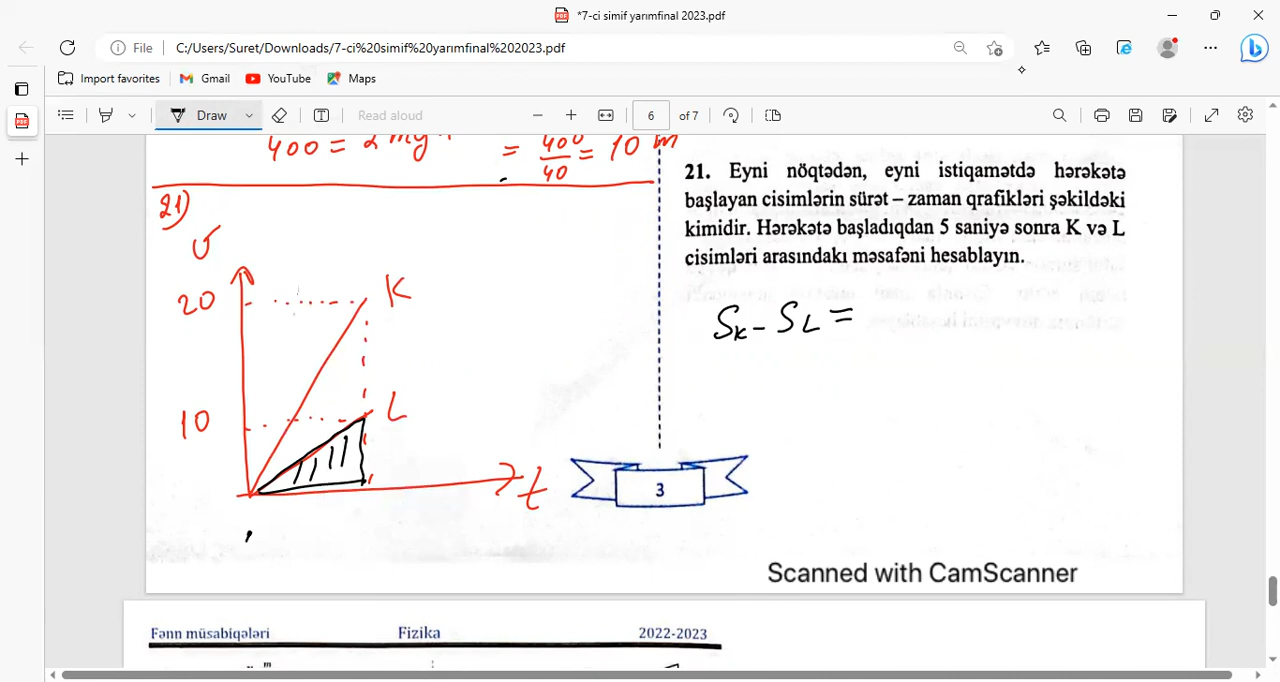 *7-ci simif yarımfinal 2023.pdf
File C:/Users/Suret/Downloads/7-ci%20simif%20yarımfinal%202023.pdf
Import favorites Gmail YouTube Maps
Draw Read aloud 6 of 7
400 =
= 400/40 = 10 m
21)
υ
20
K
10
L
t
21. Eyni nöqtədən, eyni istiqamətdə hərəkətə
başlayan cisimlərin sürət – zaman qrafikləri şəkildəki
kimidir. Hərəkətə başladıqdan 5 saniyə sonra K və L
cisimləri arasındakı məsafəni hesablayın.
SK - SL =
3
Scanned with CamScanner
Fənn müsabiqələri Fizika 2022-2023